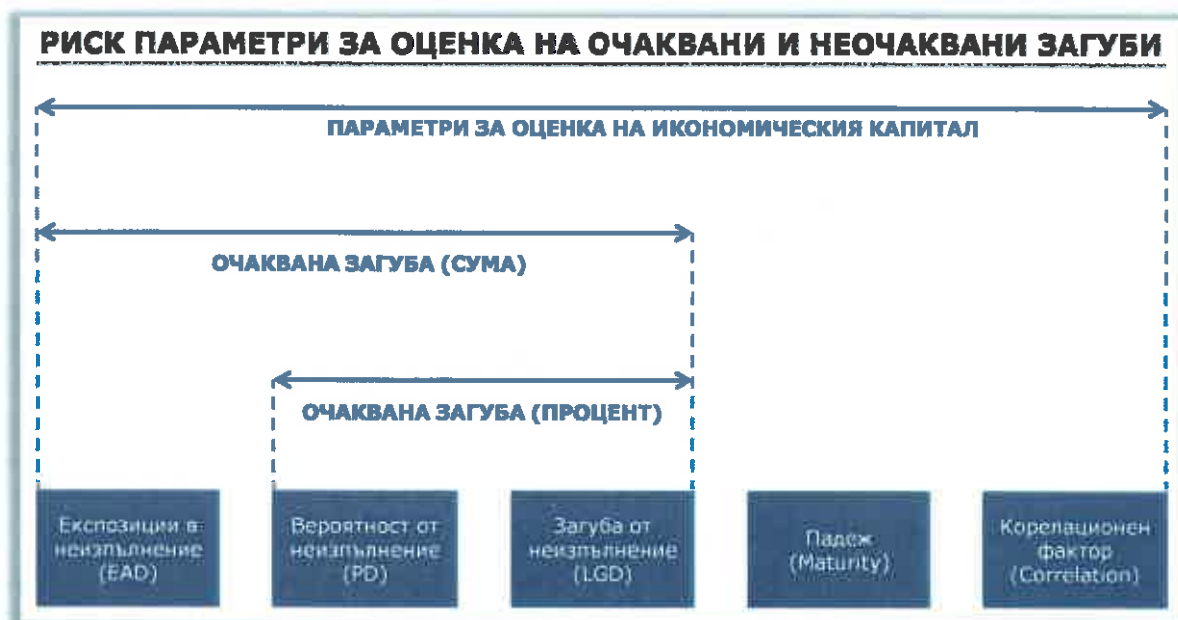 РИСК ПАРАМЕТРИ ЗА ОЦЕНКА НА ОЧАКВАНИ И НЕОЧАКВАНИ ЗАГУБИ
ПАРАМЕТРИ ЗА ОЦЕНКА НА ИКОНОМИЧЕСКИЯ КАПИТАЛ
ОЧАКВАНА ЗАГУБА (СУМА)
ОЧАКВАНА ЗАГУБА (ПРОЦЕНТ)
Експозиции в
неизпълнение
(EAD)
Вероятност от
неизпълнение
(PD)
Загуба от
неизпълнение
(LGD)
Падеж
(Maturity)
Корелационен
фактор
(Correlation)